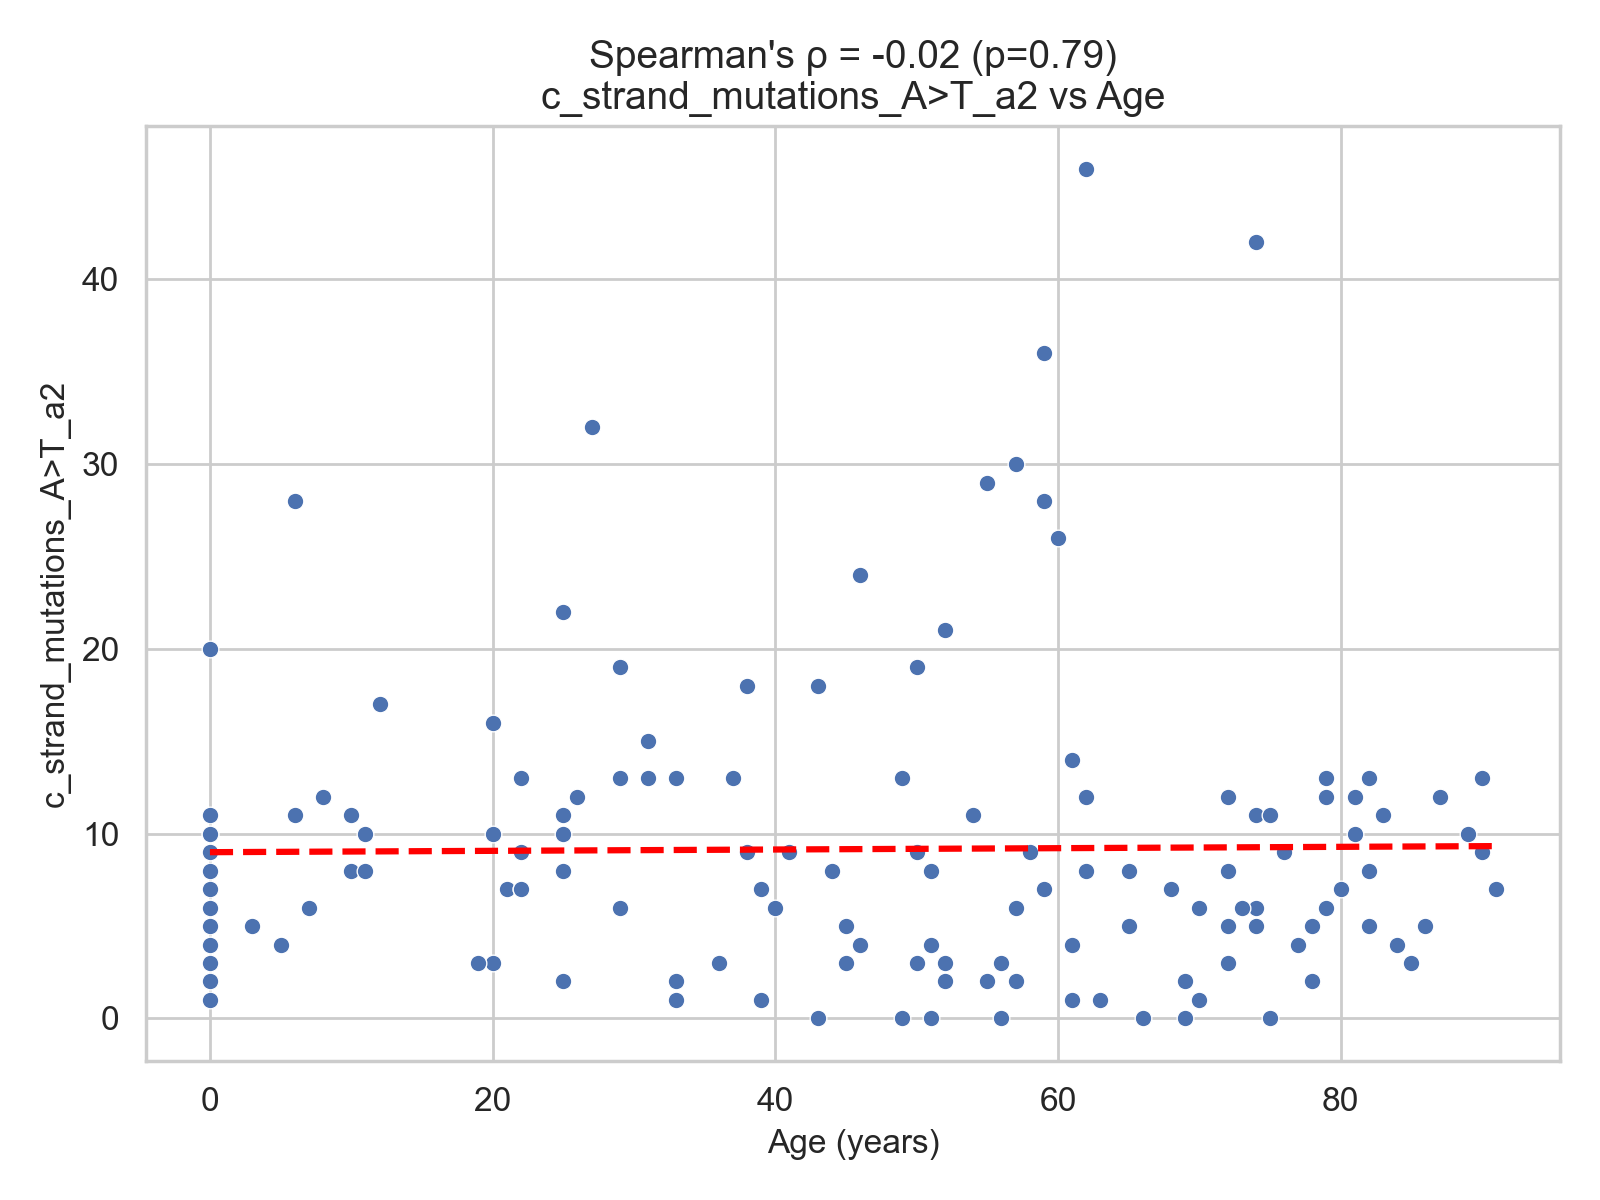 Spearman's ρ = -0.02 (p=0.79)
c_strand_mutations_A>T_a2 vs Age
c_strand_mutations_A>T_a2
40
30
20
10
0
0 20 40 60 80
Age (years)